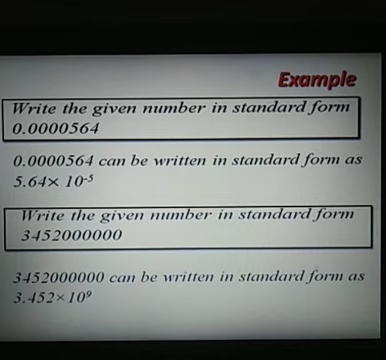 Example
Write the given number in standard form
0.0000564
0.0000564 can be written in standard form as
5.64× 10⁻⁵
Write the given number in standard form
3452000000
3452000000 can be written in standard form as
3.452×10⁹